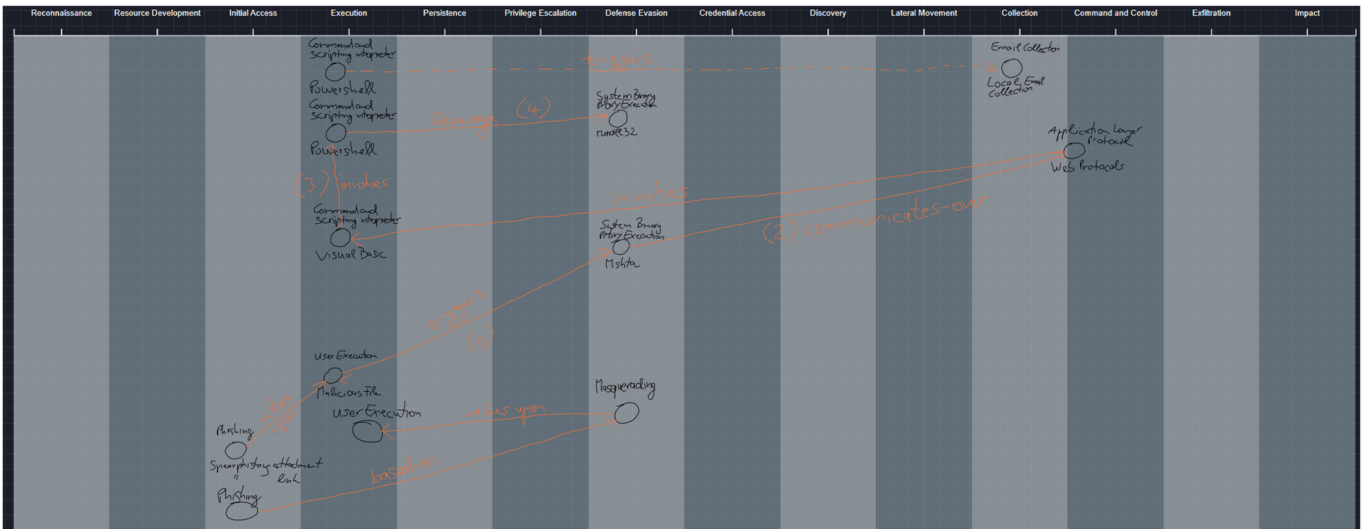 Reconnaissance
Resource Development
Initial Access
Execution
Persistence
Privilege Escalation
Defense Evasion
Credential Access
Discovery
Lateral Movement
Collection
Command and Control
Exfiltration
Impact
Command and
scripting intepreter
Powershell
Email Collection
Local Email
Collection
Command and
scripting intepreter
Powershell
(4)
System Binary
Proxy Execution
Application Layer
Protocol
Web Protocols
(3) invokes
Command and
scripting intepreter
Visual Basic
System Binary
Proxy Execution
Mshta
(2) communicates-over
(1)
User Execution
Malicious File
User Execution
Masquerading
relies upon
Phishing
Spearphishing attachment
" link
Phishing
based on